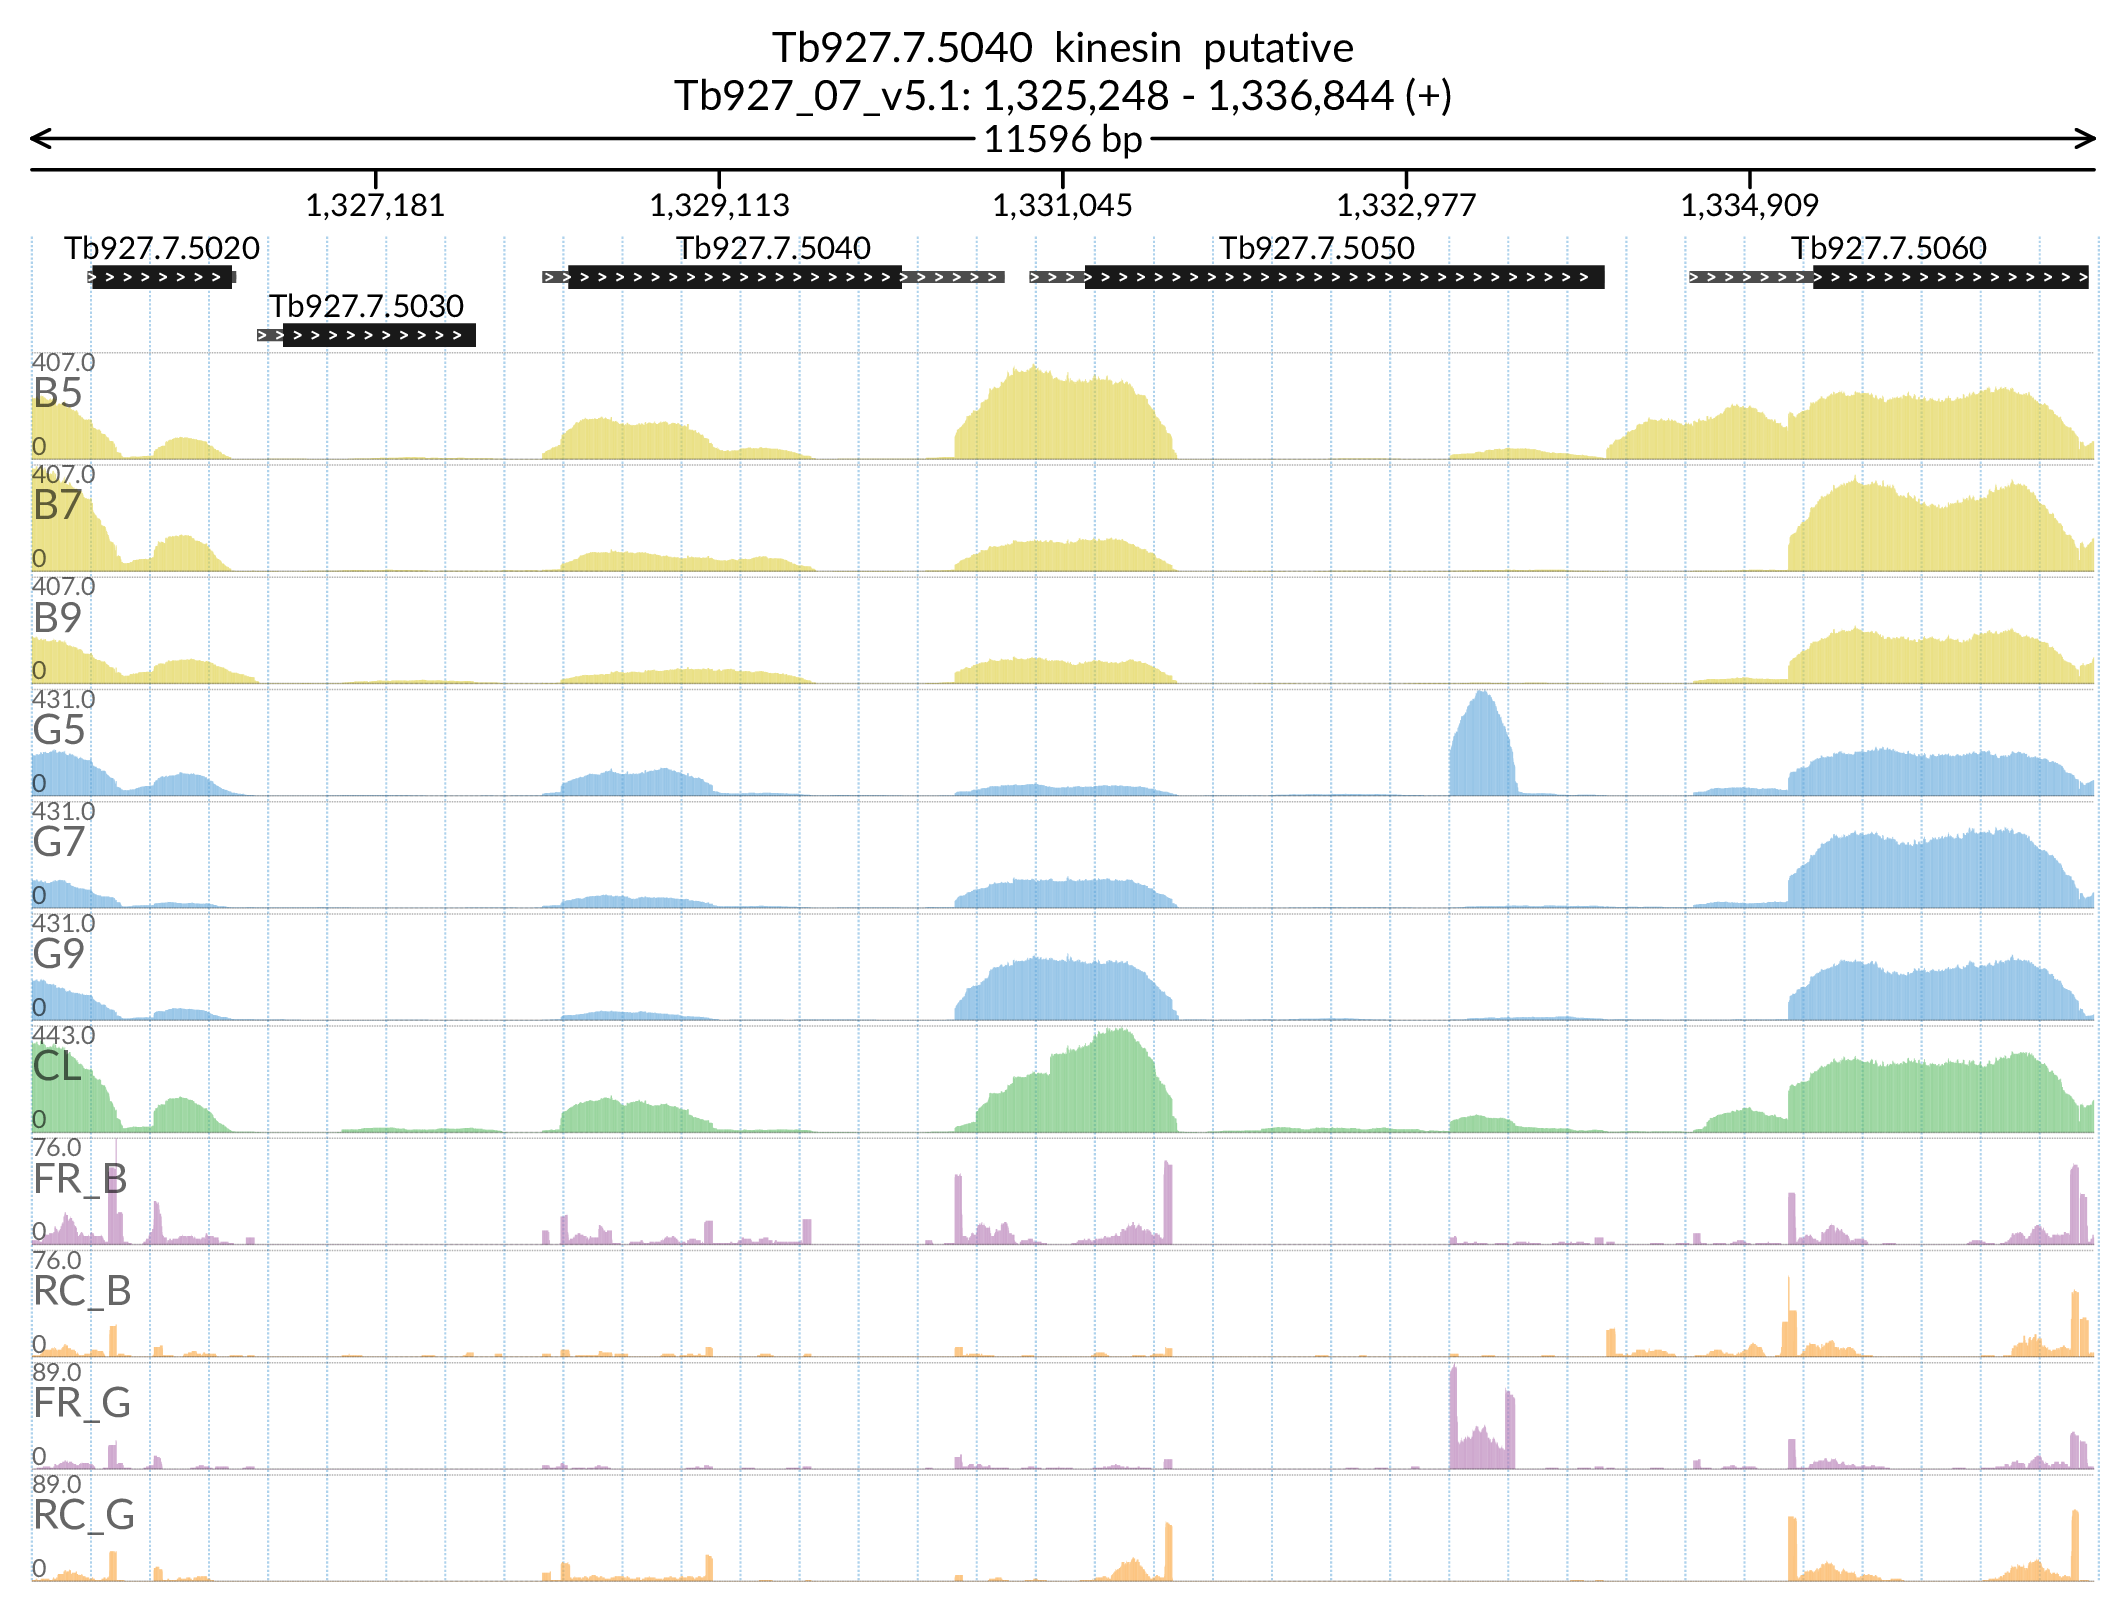 Tb927.7.5040 kinesin putative
Tb927_07_v5.1: 1,325,248 - 1,336,844 (+)
11596 bp
1,327,181 1,329,113 1,331,045 1,332,977 1,334,909
Tb927.7.5020 Tb927.7.5040 Tb927.7.5050 Tb927.7.5060
Tb927.7.5030
407.0
B5
0
407.0
B7
0
407.0
B9
0
431.0
G5
0
431.0
G7
0
431.0
G9
0
443.0
CL
0
76.0
FR_B
0
76.0
RC_B
0
89.0
FR_G
0
89.0
RC_G
0